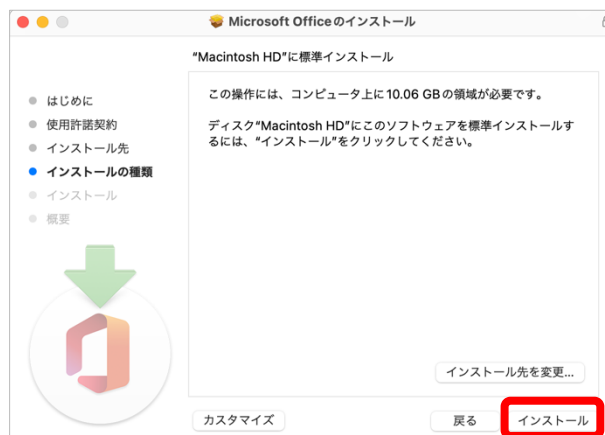 Microsoft Officeのインストール
"Macintosh HD"に標準インストール
はじめに
使用許諾契約
インストール先
インストールの種類
インストール
概要
この操作には、コンピュータ上に10.06 GBの領域が必要です。
ディスク"Macintosh HD"にこのソフトウェアを標準インストールす
るには、"インストール"をクリックしてください。
インストール先を変更...
カスタマイズ
戻る
インストール